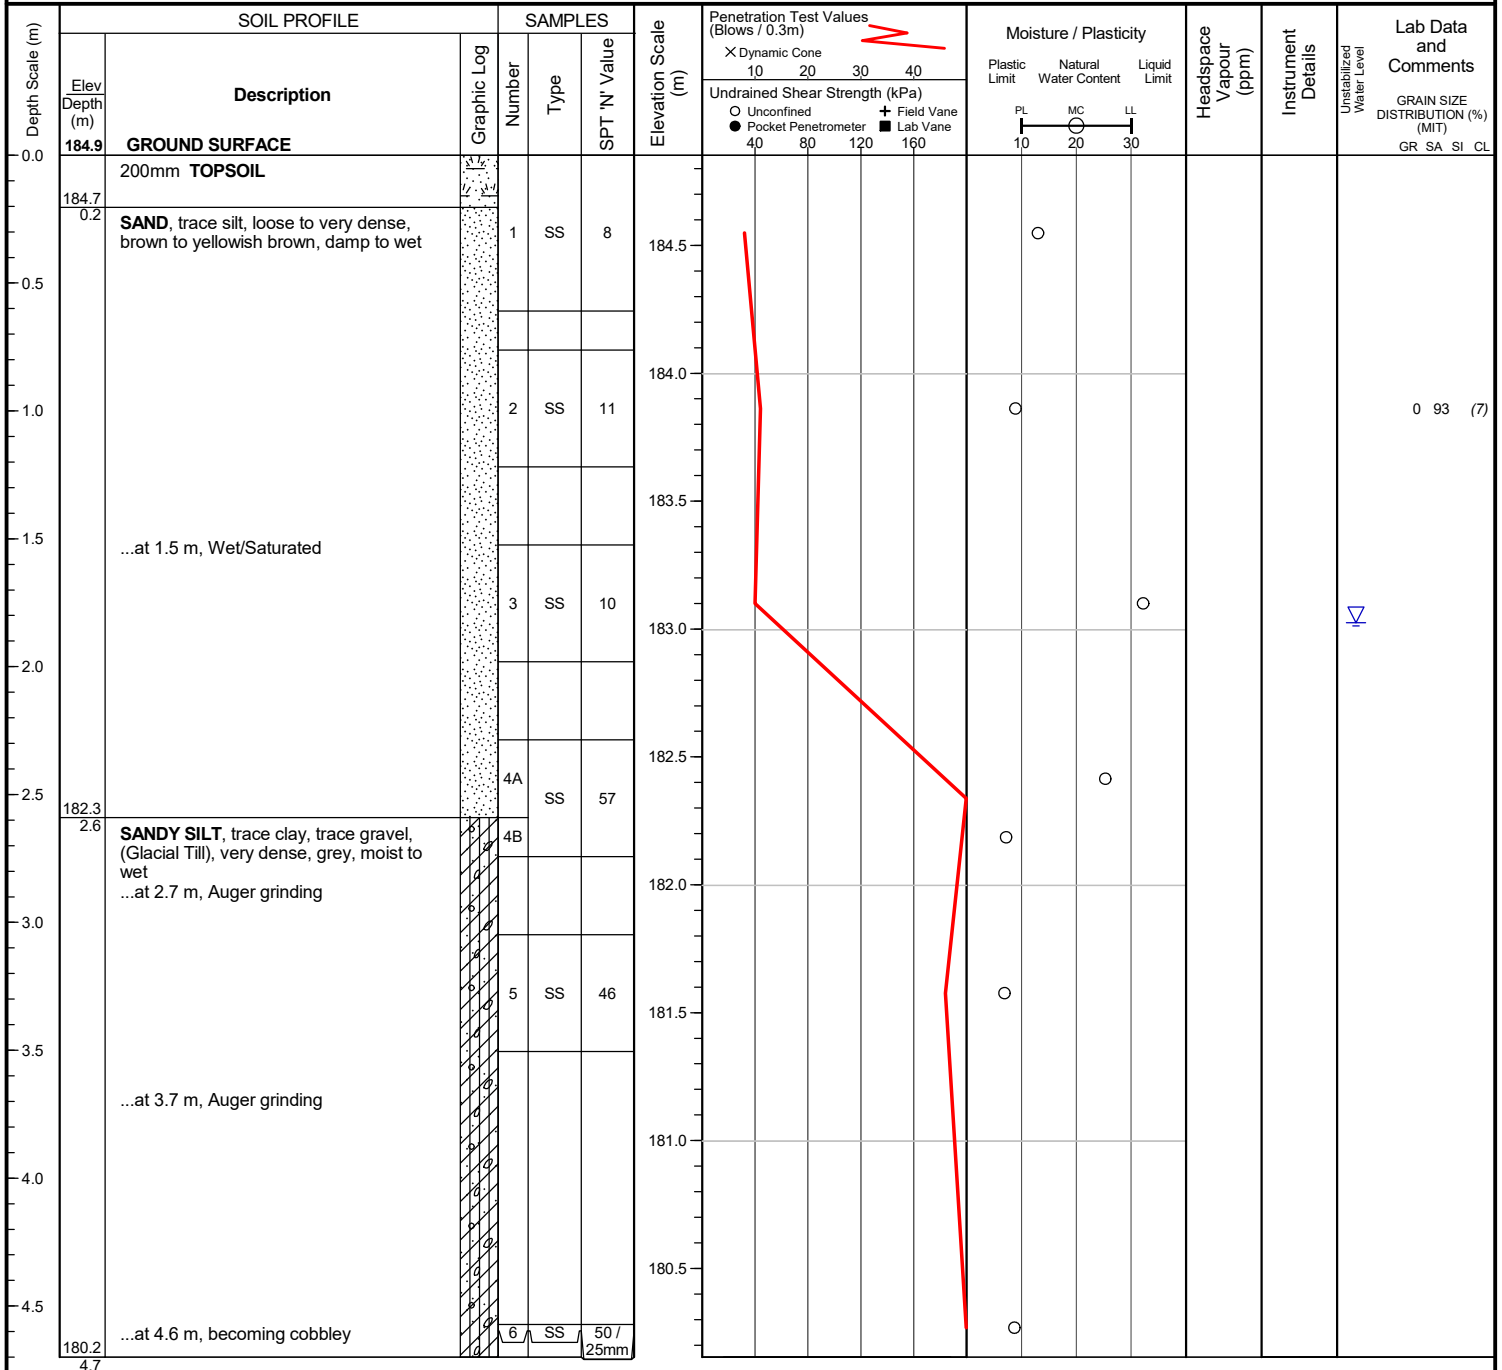 SOIL PROFILE
SAMPLES
Depth Scale (m)
Elev
Depth
(m)
Description
Graphic Log
Number
Type
SPT 'N' Value
Elevation Scale
(m)
Penetration Test Values
(Blows / 0.3m)
X Dynamic Cone
10 20 30 40
Undrained Shear Strength (kPa)
Unconfined
Field Vane
Pocket Penetrometer
Lab Vane
40 80 120 160
Moisture / Plasticity
Plastic
Limit
Natural
Water Content
Liquid
Limit
PL MC LL
10 20 30
Headspace
Vapour
(ppm)
Instrument
Details
Unstabilized
Water Level
Lab Data
and
Comments
GRAIN SIZE
DISTRIBUTION (%)
(MIT)
GR SA SI CL
184.9 GROUND SURFACE
0.0
200mm TOPSOIL
184.7
0.2
SAND, trace silt, loose to very dense,
brown to yellowish brown, damp to wet
1 SS 8
184.5
0.5
184.0
1.0
2 SS 11
0 93 (7)
183.5
1.5
...at 1.5 m, Wet/Saturated
3 SS 10
183.0
2.0
182.5
4A
SS 57
2.5
182.3
2.6
SANDY SILT, trace clay, trace gravel,
(Glacial Till), very dense, grey, moist to
wet
4B
...at 2.7 m, Auger grinding
182.0
3.0
5 SS 46
181.5
3.5
...at 3.7 m, Auger grinding
181.0
4.0
180.5
4.5
...at 4.6 m, becoming cobbley
6 SS 50 /
25mm
180.2
4.7